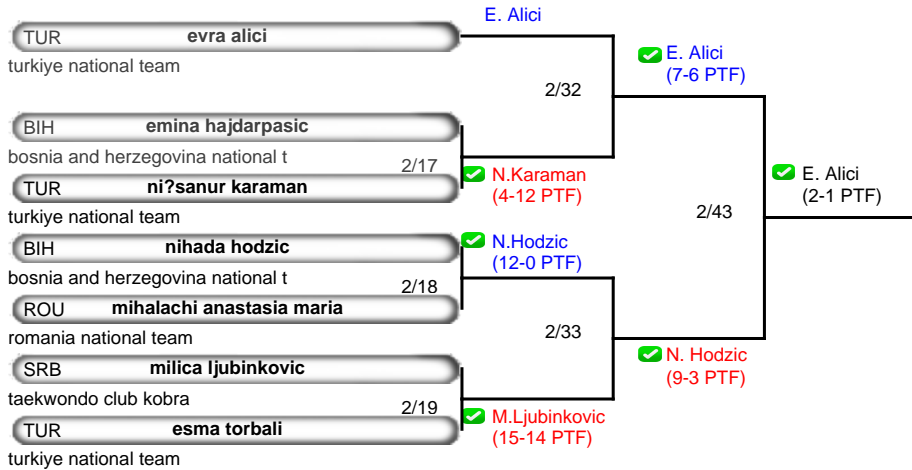 E. Alici
TUR evra alici
turkiye national team
E. Alici
(7-6 PTF)
2/32
BIH emina hajdarpasic
bosnia and herzegovina national t
2/17
N.Karaman
(4-12 PTF)
TUR ni?sanur karaman
turkiye national team
E. Alici
(2-1 PTF)
2/43
BIH nihada hodzic
bosnia and herzegovina national t
N.Hodzic
(12-0 PTF)
2/18
ROU mihalachi anastasia maria
romania national team
2/33
N. Hodzic
(9-3 PTF)
SRB milica ljubinkovic
taekwondo club kobra
2/19
M.Ljubinkovic
(15-14 PTF)
TUR esma torbali
turkiye national team